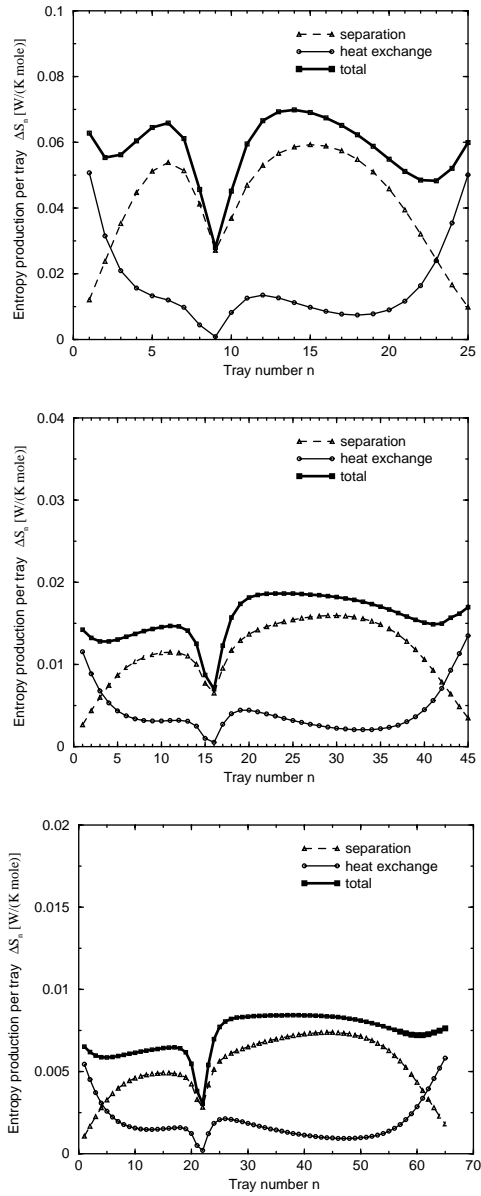 0.1
0.08
0.06
0.04
0.02
0
Entropy production per tray ΔSn [W/(K mole)]
separation
heat exchange
total
0 5 10 15 20 25
Tray number n
0.04
0.03
0.02
0.01
0
Entropy production per tray ΔSn [W/(K mole)]
separation
heat exchange
total
0 5 10 15 20 25 30 35 40 45
Tray number n
0.02
0.015
0.01
0.005
0
Entropy production per tray ΔSn [W/(K mole)]
separation
heat exchange
total
0 10 20 30 40 50 60 70
Tray number n